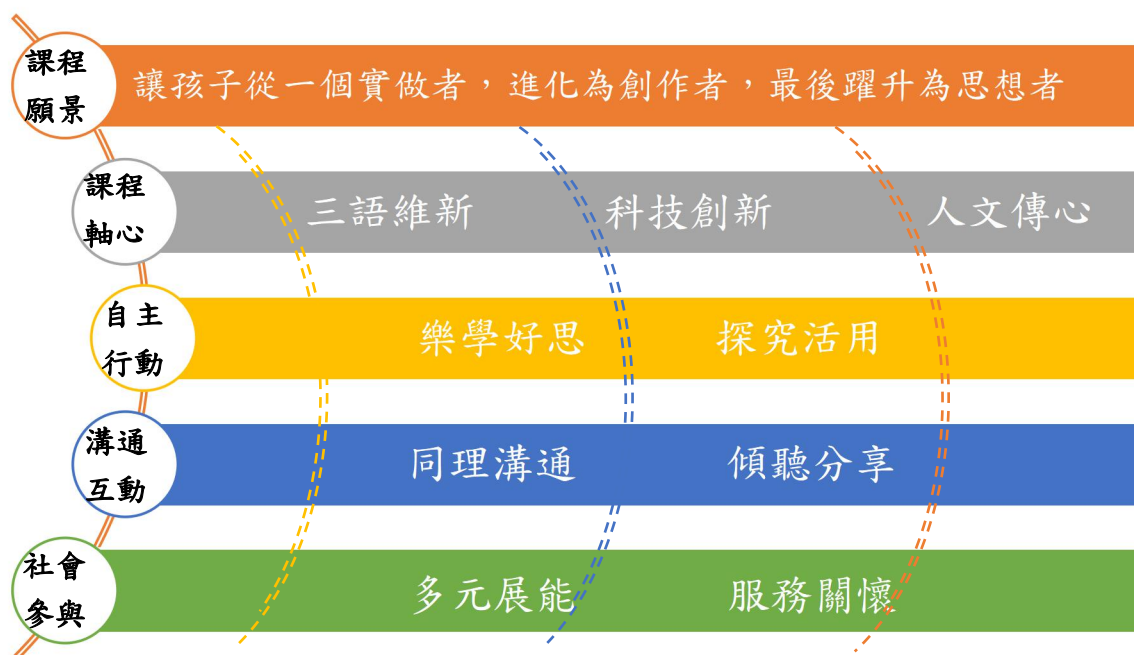 課程
願景
讓孩子從一個實做者，進化為創作者，最後躍升為思想者
課程
軸心
三語維新 科技創新 人文傳心
自主
行動
樂學好思 探究活用
溝通
互動
同理溝通 傾聽分享
社會
參與
多元展能 服務關懷